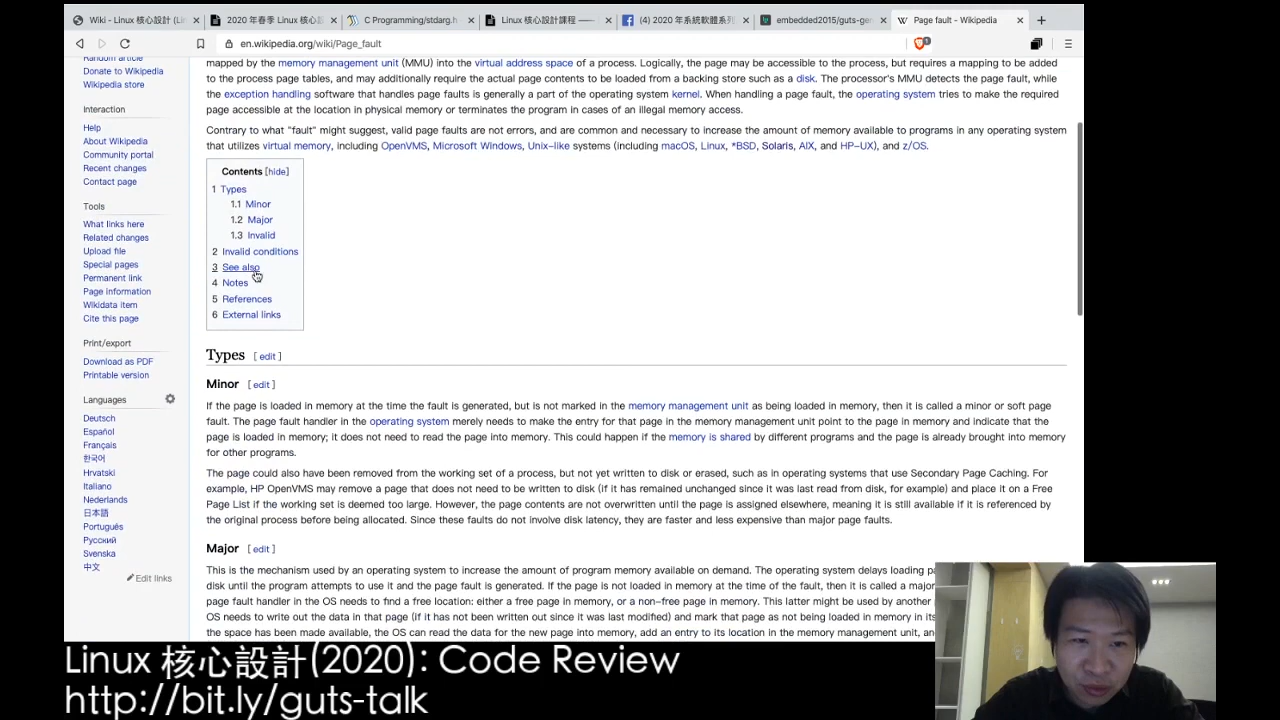 Wiki - Linux 核心設計 (Lin
2020 年春季 Linux 核心設
C Programming/stdarg.h
Linux 核心設計課程 ——
(4) 2020 年系統軟體系列
embedded2015/guts-gen
Page fault - Wikipedia
en.wikipedia.org/wiki/Page_fault
Random article
Donate to Wikipedia
Wikipedia store
Interaction
Help
About Wikipedia
Community portal
Recent changes
Contact page
Tools
What links here
Related changes
Upload file
Special pages
Permanent link
Page information
Wikidata item
Cite this page
Print/export
Download as PDF
Printable version
Languages
Deutsch
Español
Français
한국어
Hrvatski
Italiano
Nederlands
日本語
Português
Русский
Svenska
中文
Edit links
mapped by the memory management unit (MMU) into the virtual address space of a process. Logically, the page may be accessible to the process, but requires a mapping to be added
to the process page tables, and may additionally require the actual page contents to be loaded from a backing store such as a disk. The processor's MMU detects the page fault, while
the exception handling software that handles page faults is generally a part of the operating system kernel. When handling a page fault, the operating system tries to make the required
page accessible at the location in physical memory or terminates the program in cases of an illegal memory access.
Contrary to what "fault" might suggest, valid page faults are not errors, and are common and necessary to increase the amount of memory available to programs in any operating system
that utilizes virtual memory, including OpenVMS, Microsoft Windows, Unix-like systems (including macOS, Linux, *BSD, Solaris, AIX, and HP-UX), and z/OS.
Contents [hide]
1 Types
1.1 Minor
1.2 Major
1.3 Invalid
2 Invalid conditions
3 See also
4 Notes
5 References
6 External links
Types [ edit ]
Minor [ edit ]
If the page is loaded in memory at the time the fault is generated, but is not marked in the memory management unit as being loaded in memory, then it is called a minor or soft page
fault. The page fault handler in the operating system merely needs to make the entry for that page in the memory management unit point to the page in memory and indicate that the
page is loaded in memory; it does not need to read the page into memory. This could happen if the memory is shared by different programs and the page is already brought into memory
for other programs.
The page could also have been removed from the working set of a process, but not yet written to disk or erased, such as in operating systems that use Secondary Page Caching. For
example, HP OpenVMS may remove a page that does not need to be written to disk (if it has remained unchanged since it was last read from disk, for example) and place it on a Free
Page List if the working set is deemed too large. However, the page contents are not overwritten until the page is assigned elsewhere, meaning it is still available if it is referenced by
the original process before being allocated. Since these faults do not involve disk latency, they are faster and less expensive than major page faults.
Major [ edit ]
This is the mechanism used by an operating system to increase the amount of program memory available on demand. The operating system delays loading pa
disk until the program attempts to use it and the page fault is generated. If the page is not loaded in memory at the time of the fault, then it is called a major
page fault handler in the OS needs to find a free location: either a free page in memory, or a non-free page in memory. This latter might be used by another
OS needs to write out the data in that page (if it has not been written out since it was last modified) and mark that page as not being loaded in memory in its
the space has been made available, the OS can read the data for the new page into memory, add an entry to its location in the memory management unit, and
Linux 核心設計(2020): Code Review
http://bit.ly/guts-talk